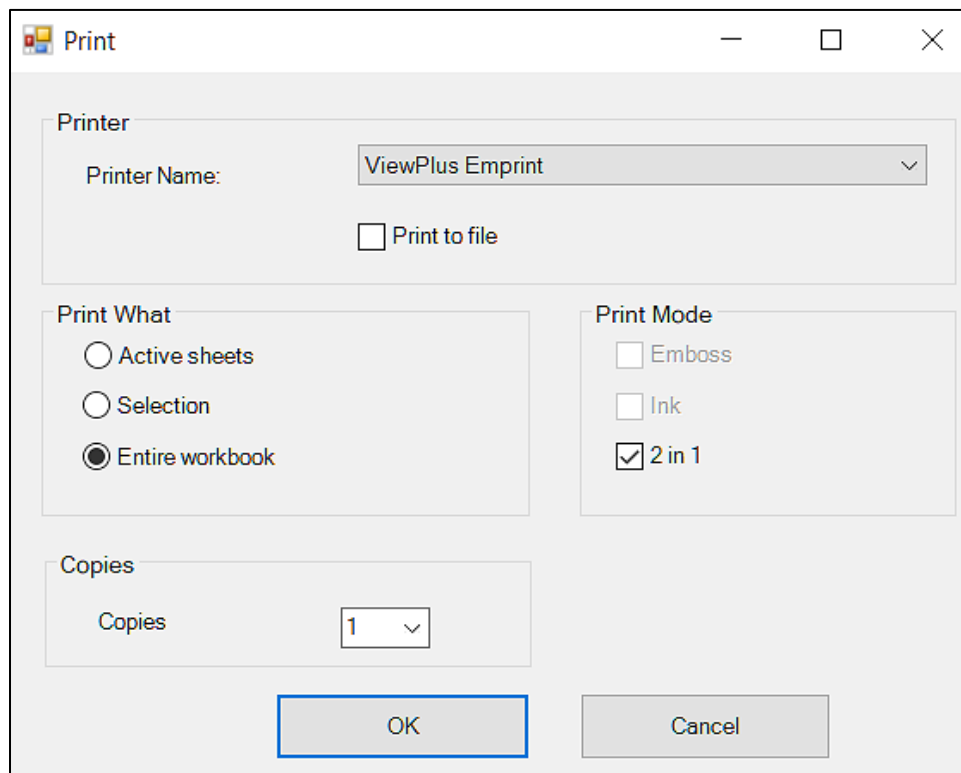 Print
Printer
Printer Name:
ViewPlus Emprint
Print to file
Print What
Active sheets
Selection
Entire workbook
Print Mode
Emboss
Ink
2 in 1
Copies
Copies
1
OK
Cancel